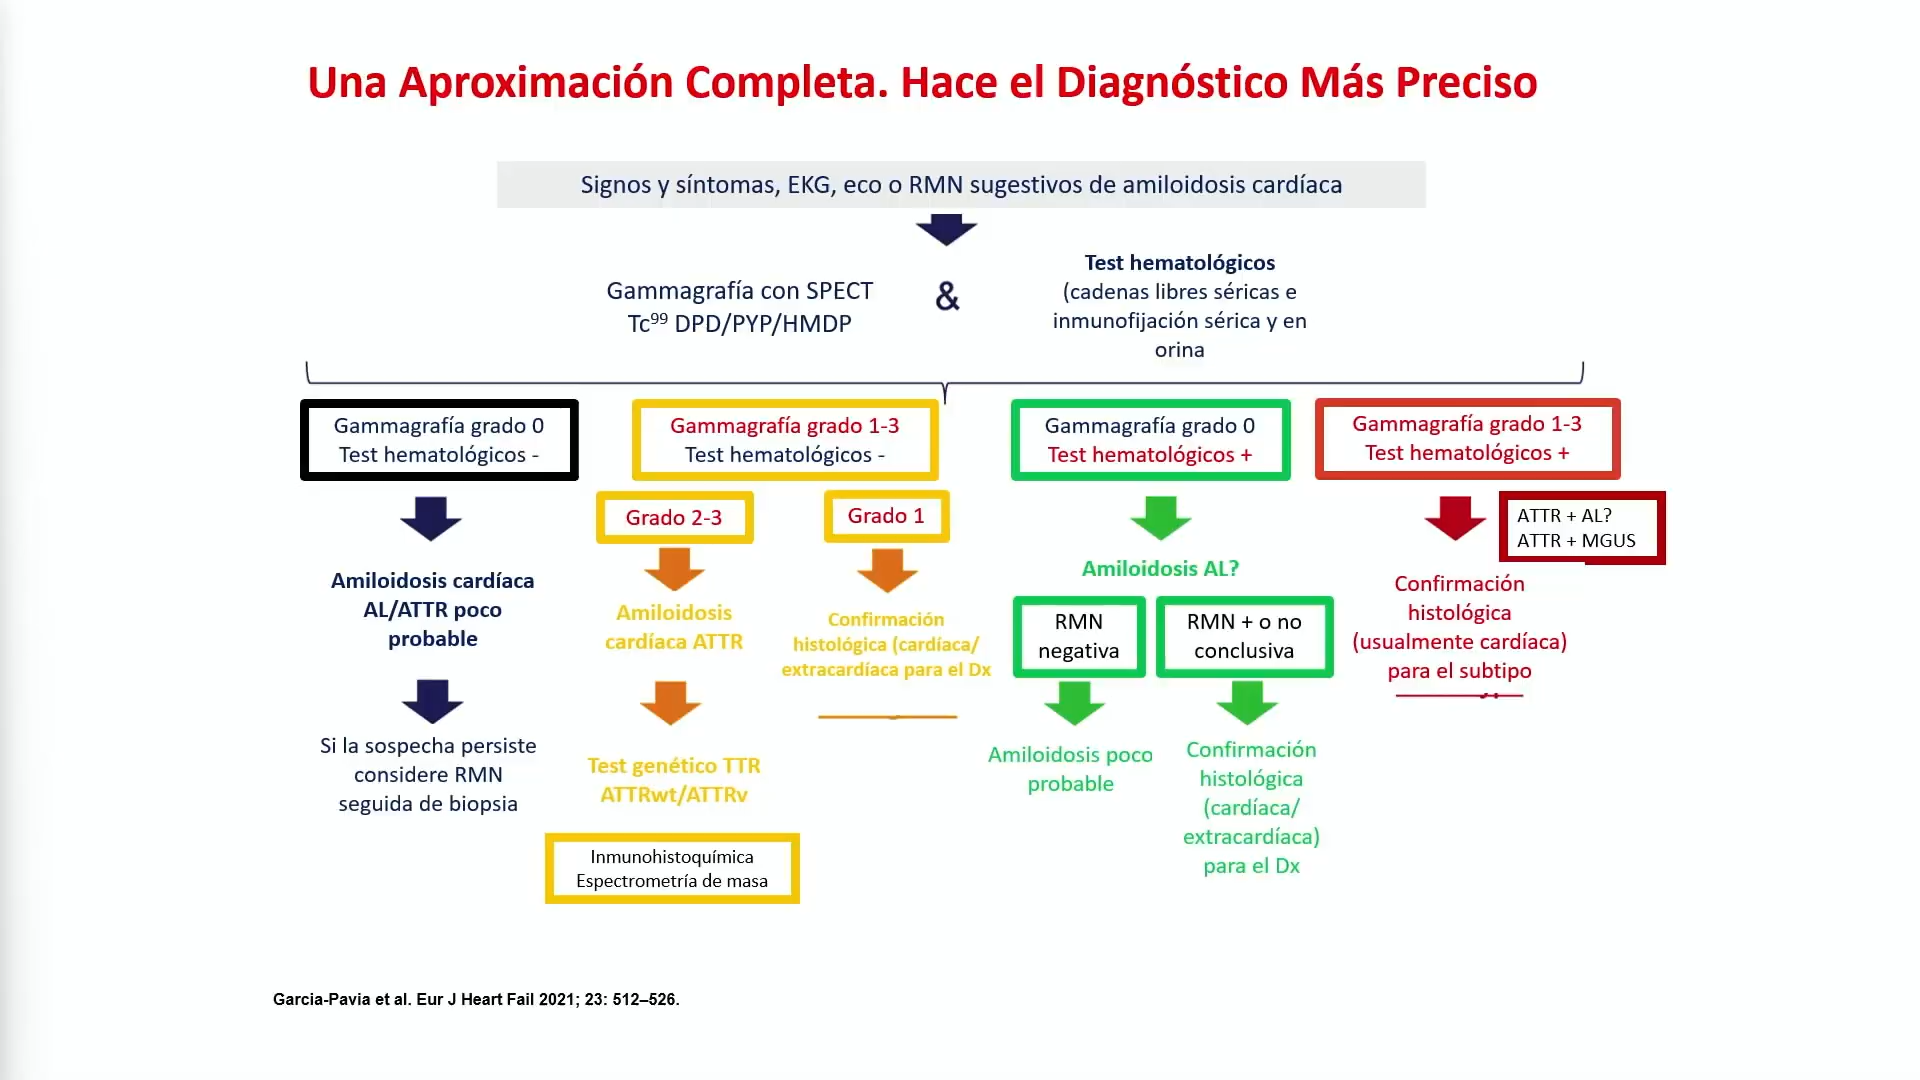 Una Aproximación Completa. Hace el Diagnóstico Más Preciso
Signos y síntomas, EKG, eco o RMN sugestivos de amiloidosis cardíaca
Gammagrafía con SPECT
Tc⁹⁹ DPD/PYP/HMDP
&
Test hematológicos
(cadenas libres séricas e
inmunofijación sérica y en
orina
Gammagrafía grado 0
Test hematológicos -
Amiloidosis cardíaca
AL/ATTR poco
probable
Si la sospecha persiste
considere RMN
seguida de biopsia
Gammagrafía grado 1-3
Test hematológicos -
Grado 2-3
Amiloidosis
cardíaca ATTR
Test genético TTR
ATTRwt/ATTRv
Inmunohistoquímica
Espectrometría de masa
Grado 1
Confirmación
histológica (cardíaca/
extracardíaca para el Dx
Gammagrafía grado 0
Test hematológicos +
Amiloidosis AL?
RMN
negativa
Amiloidosis poco
probable
RMN + o no
conclusiva
Confirmación
histológica
(cardíaca/
extracardíaca)
para el Dx
Gammagrafía grado 1-3
Test hematológicos +
ATTR + AL?
ATTR + MGUS
Confirmación
histológica
(usualmente cardíaca)
para el subtipo
Garcia-Pavia et al. Eur J Heart Fail 2021; 23: 512–526.